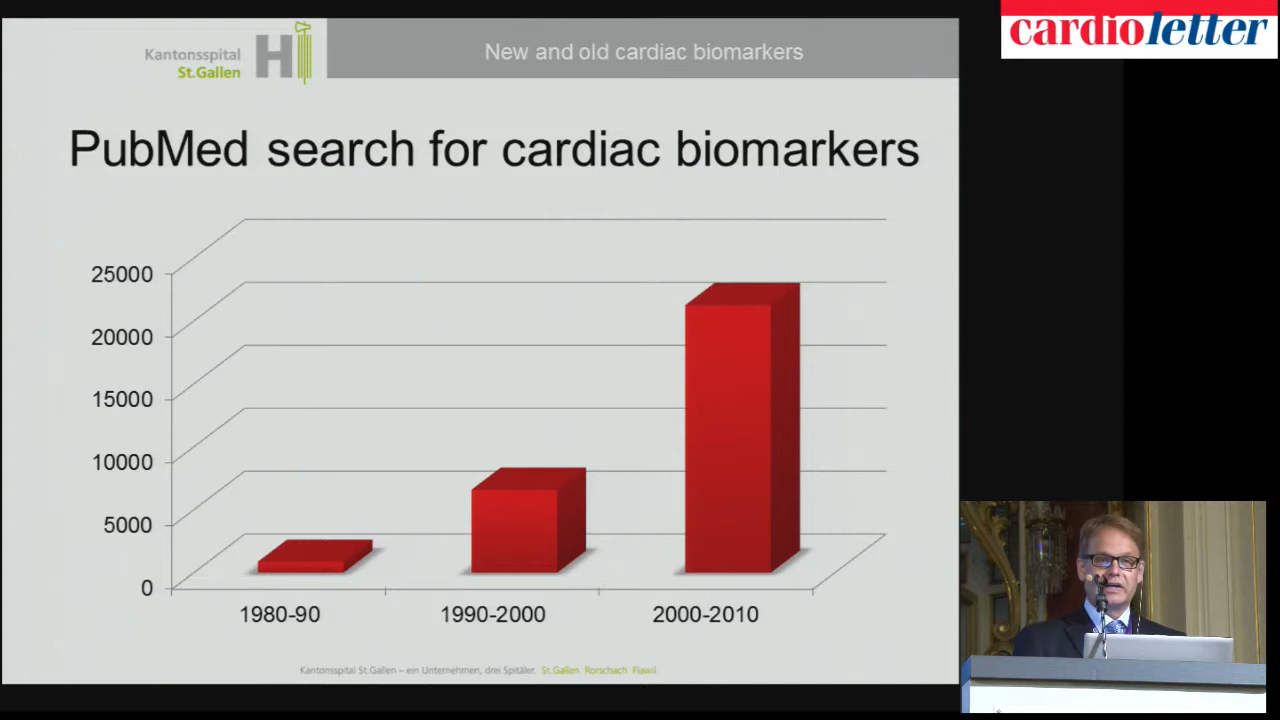 Kantonsspital
St.Gallen
New and old cardiac biomarkers
cardioletter
PubMed search for cardiac biomarkers
25000
20000
15000
10000
5000
0
1980-90
1990-2000
2000-2010
Kantonsspital St.Gallen – ein Unternehmen, drei Spitäler. St.Gallen Rorschach Flawil